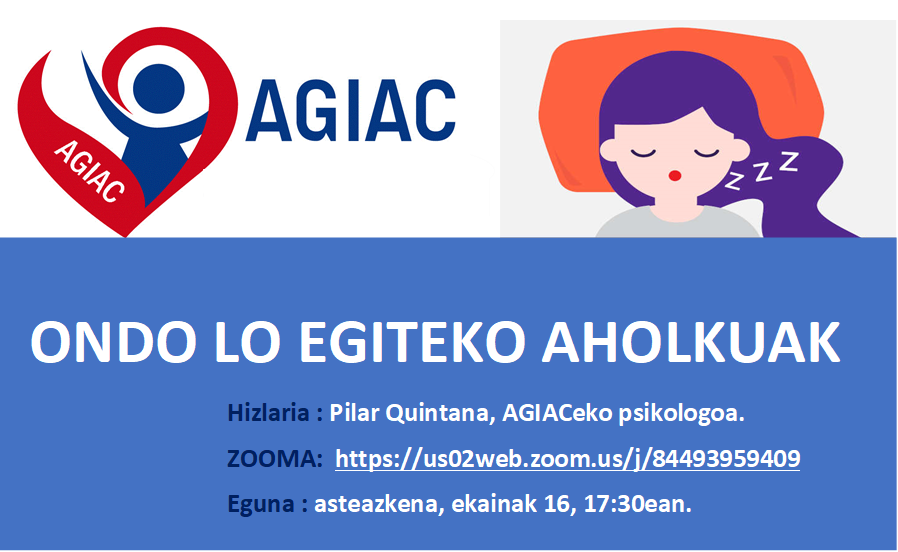 AGIAC
AGIAC
z z z
ONDO LO EGITEKO AHOLKUAK
Hizlaria : Pilar Quintana, AGIACeko psikologoa.
ZOOMA: https://us02web.zoom.us/j/84493959409
Eguna : asteazkena, ekainak 16, 17:30ean.